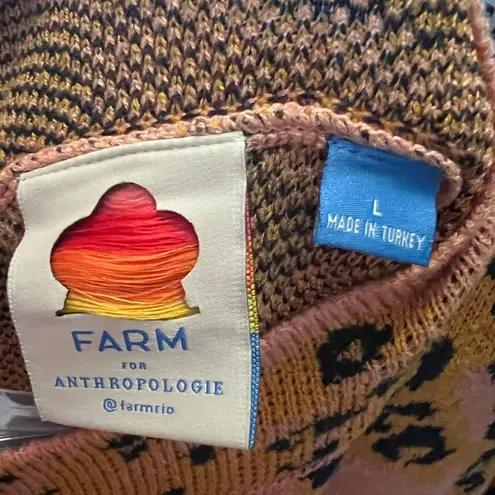 FARM
FOR
ANTHROPOLOGIE
@farmrio
L
MADE IN TURKEY